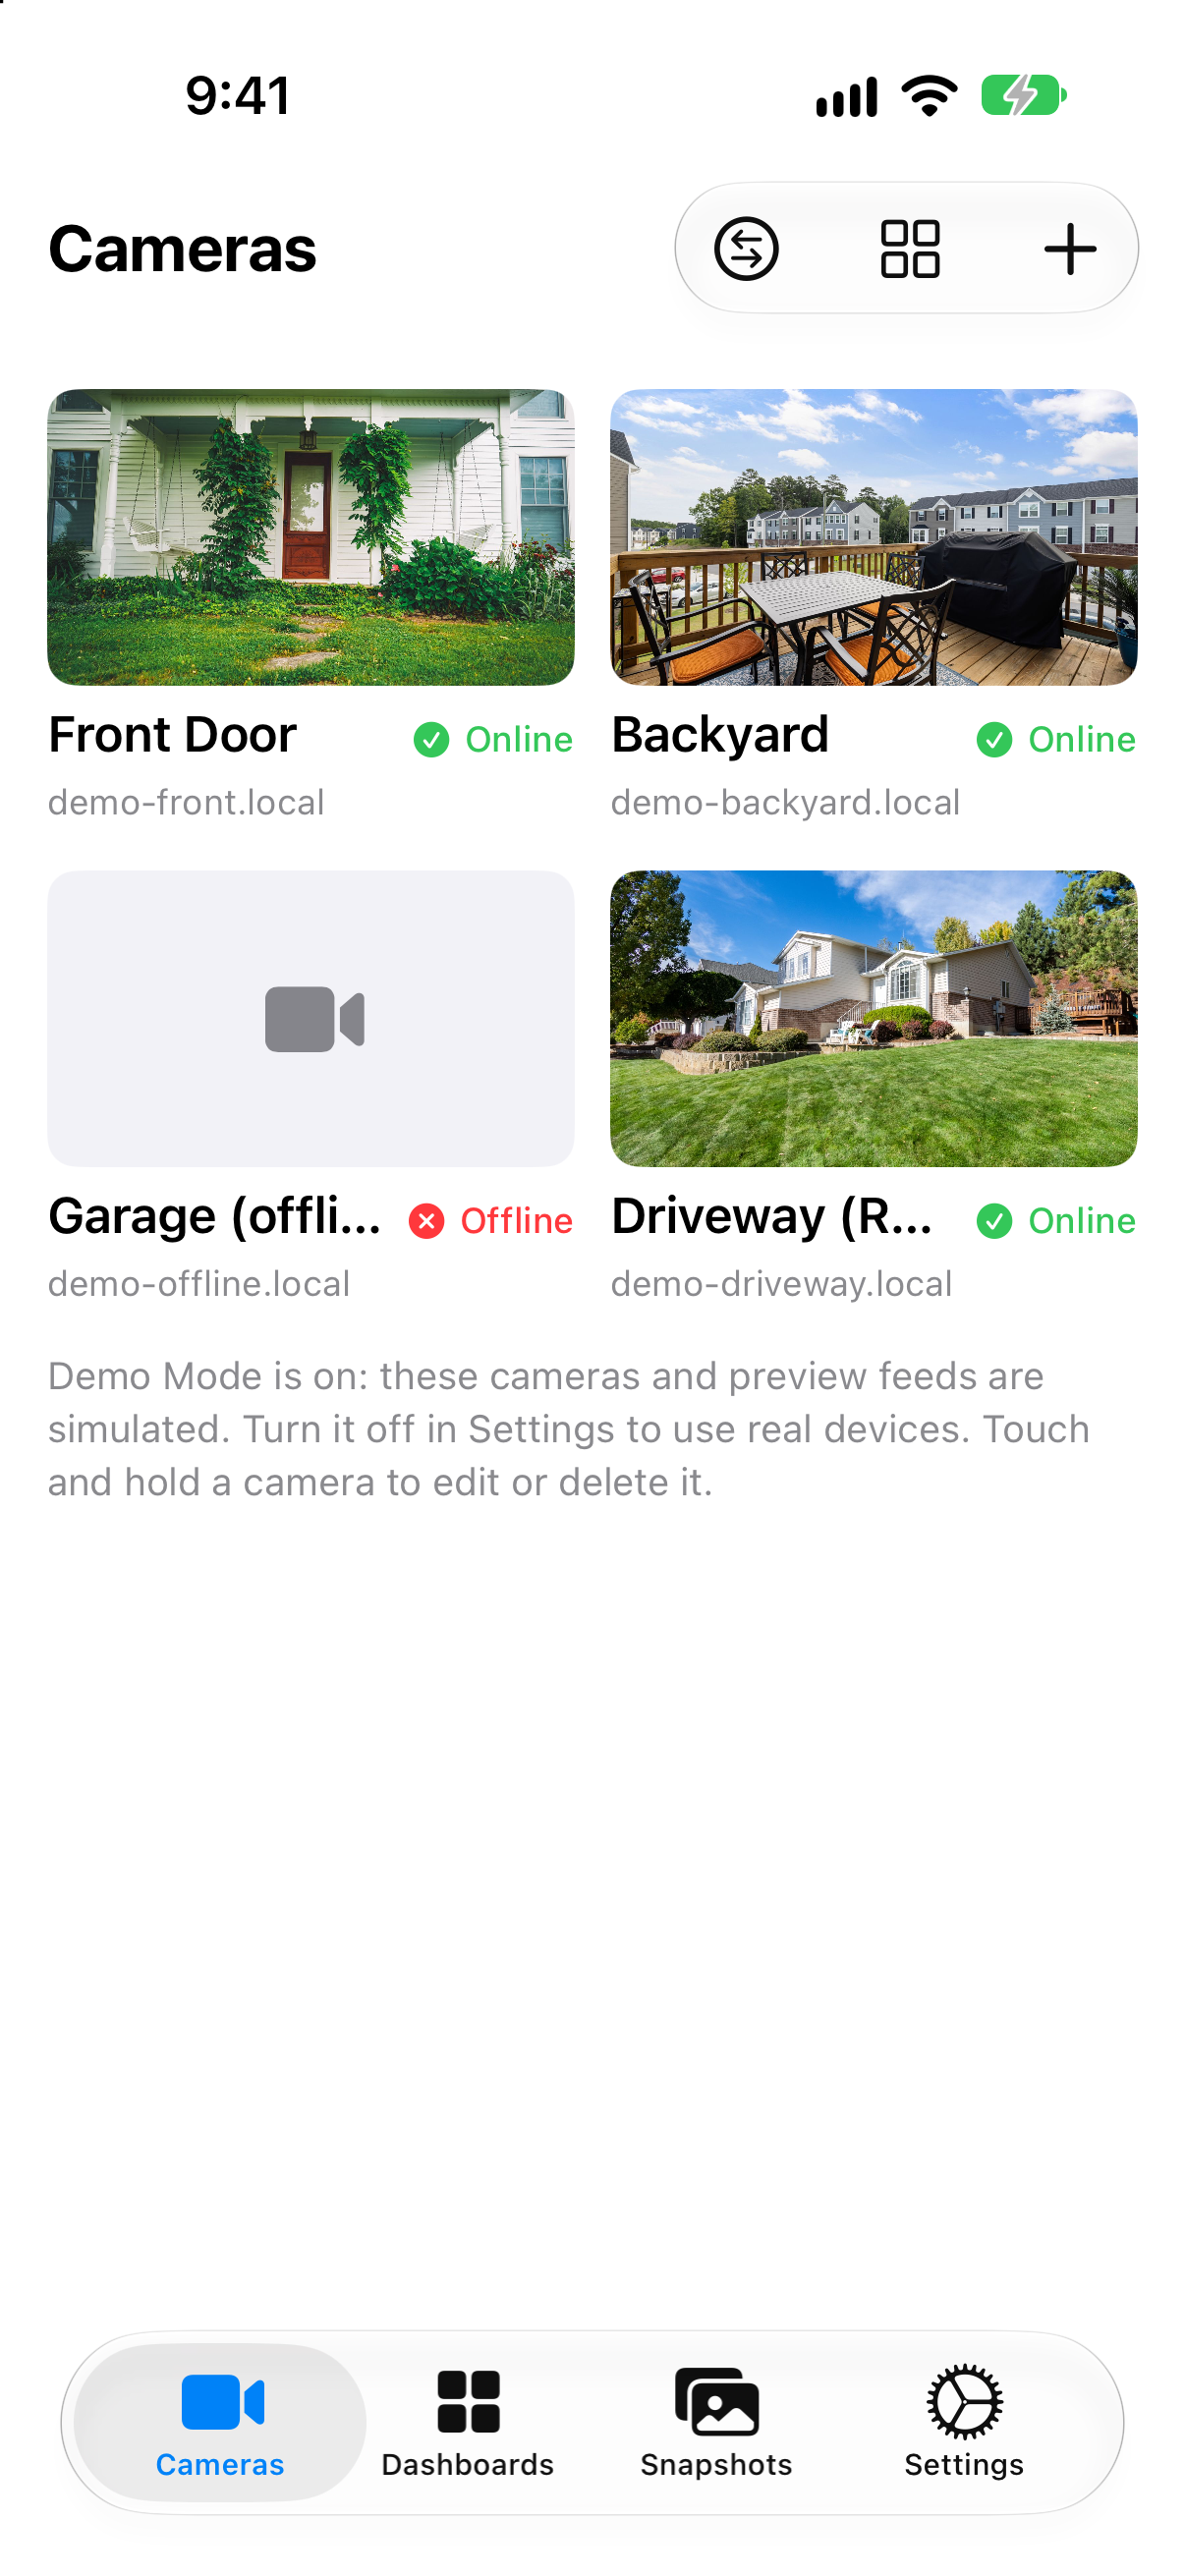 9:41
Cameras
Front Door
Online
demo-front.local
Backyard
Online
demo-backyard.local
Garage (offli...
Offline
demo-offline.local
Driveway (R...
Online
demo-driveway.local
Demo Mode is on: these cameras and preview feeds are
simulated. Turn it off in Settings to use real devices. Touch
and hold a camera to edit or delete it.
Cameras
Dashboards
Snapshots
Settings